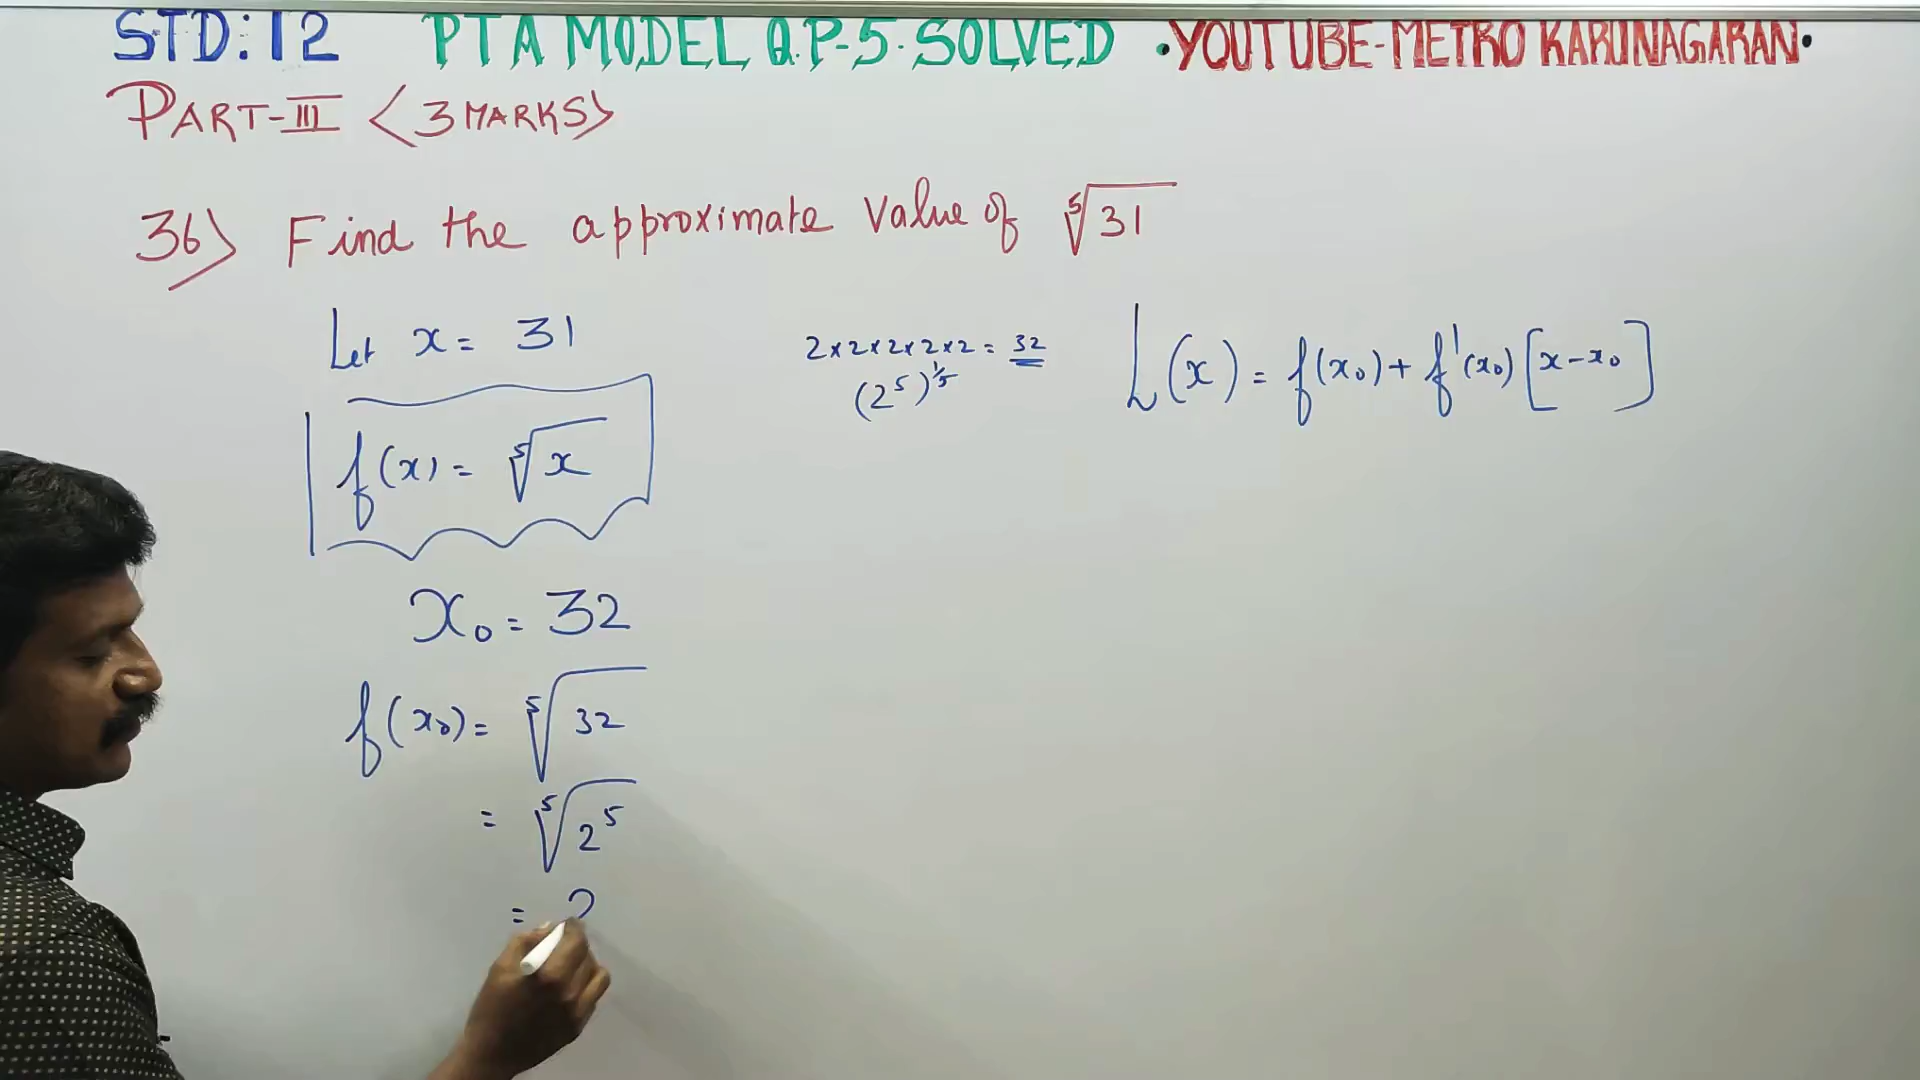 STD:12 PTA MODEL Q.P-5. SOLVED •YOUTUBE-METRO KARUNAGARAN•
PART-III <3 MARKS>
36) Find the approximate value of ⁵√31
Let x = 31
2×2×2×2×2 = 32
(2⁵)^1/5
L(x) = f(x₀) + f'(x₀)[x-x₀]
f(x) = ⁵√x
x₀ = 32
f(x₀) = ⁵√32
= ⁵√2⁵
= 2